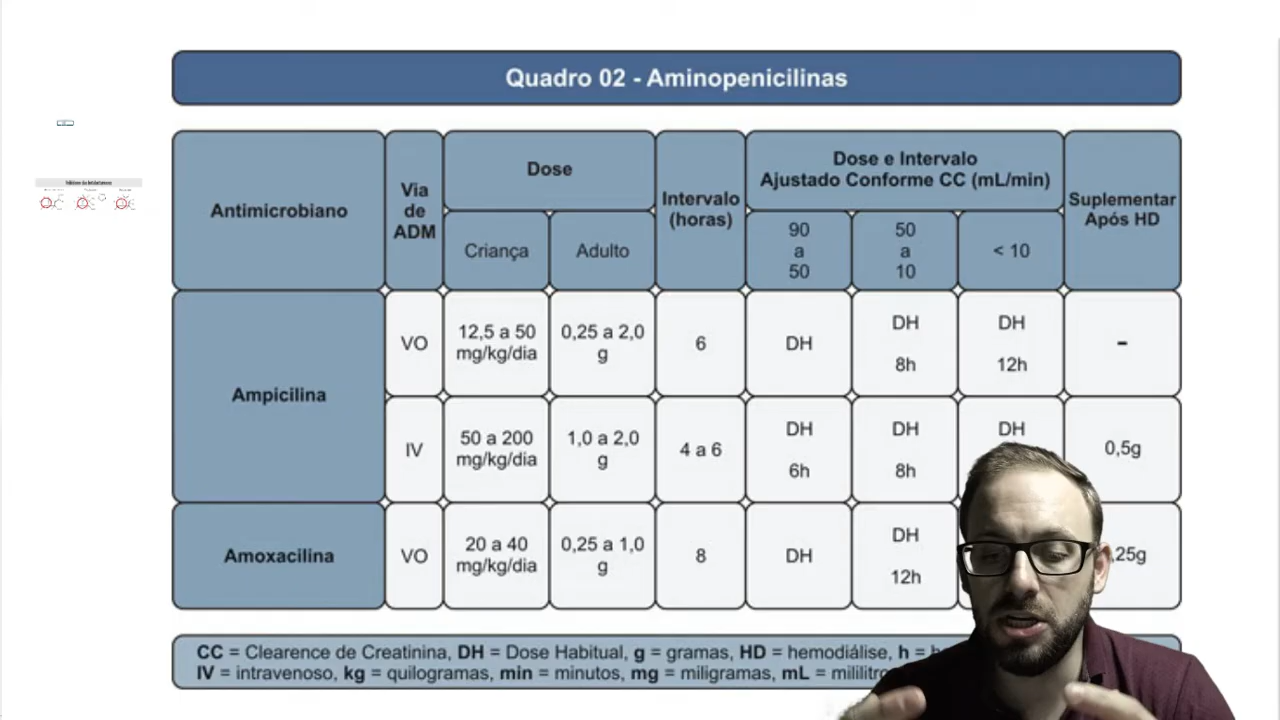 Quadro 02 - Aminopenicilinas
Antimicrobiano
Via
de
ADM
Dose
Criança
Adulto
Intervalo
(horas)
Dose e Intervalo
Ajustado Conforme CC (mL/min)
90
a
50
50
a
10
< 10
Suplementar
Após HD
Ampicilina
VO
12,5 a 50
mg/kg/dia
0,25 a 2,0
g
6
DH
DH
8h
DH
12h
-
IV
50 a 200
mg/kg/dia
1,0 a 2,0
g
4 a 6
DH
6h
DH
8h
DH
0,5g
Amoxacilina
VO
20 a 40
mg/kg/dia
0,25 a 1,0
g
8
DH
DH
12h
,25g
CC = Clearence de Creatinina, DH = Dose Habitual, g = gramas, HD = hemodiálise, h =
IV = intravenoso, kg = quilogramas, min = minutos, mg = miligramas, mL =